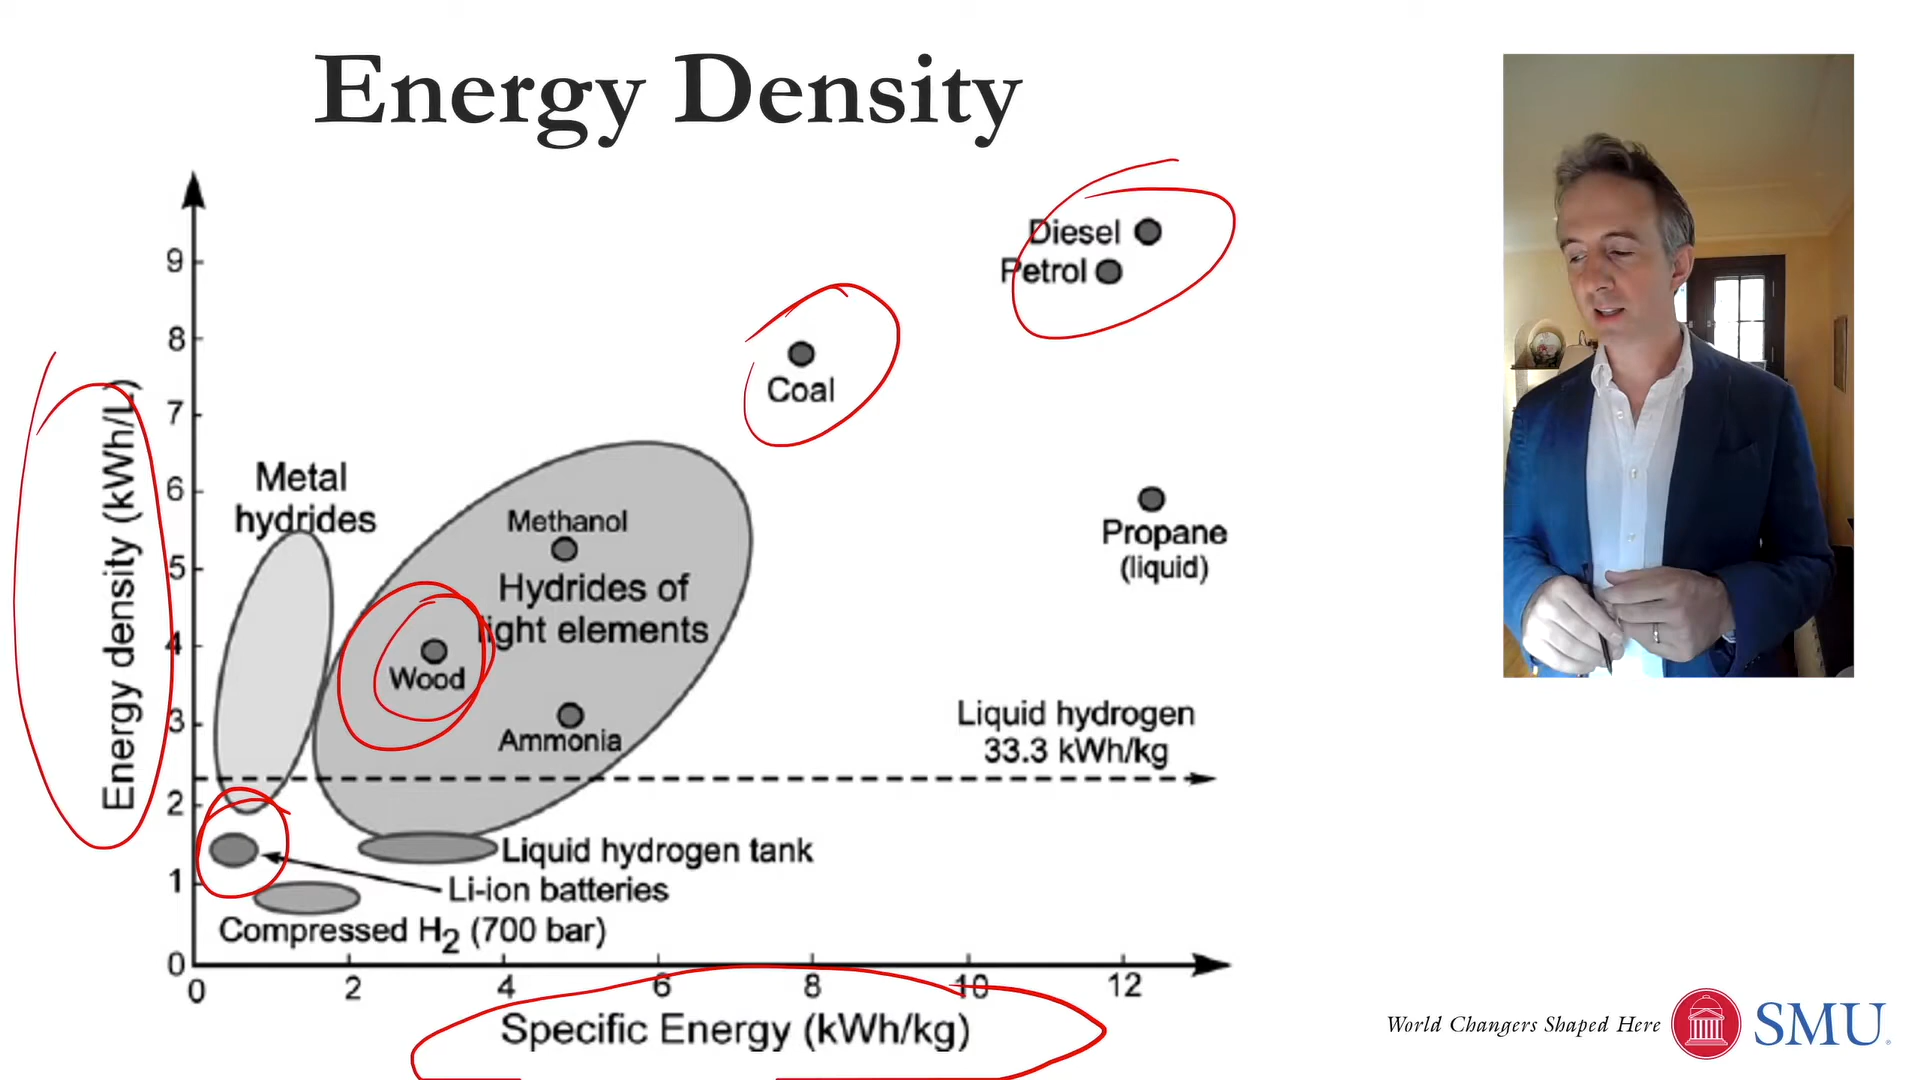 Energy Density
Energy density (kWh/L)
9
8
7
6
5
4
3
2
1
0
Diesel
Petrol
Coal
Metal
hydrides
Methanol
Hydrides of
light elements
Wood
Ammonia
Propane
(liquid)
Liquid hydrogen
33.3 kWh/kg
Liquid hydrogen tank
Li-ion batteries
Compressed H2 (700 bar)
0 2 4 6 8 10 12
Specific Energy (kWh/kg)
World Changers Shaped Here SMU.